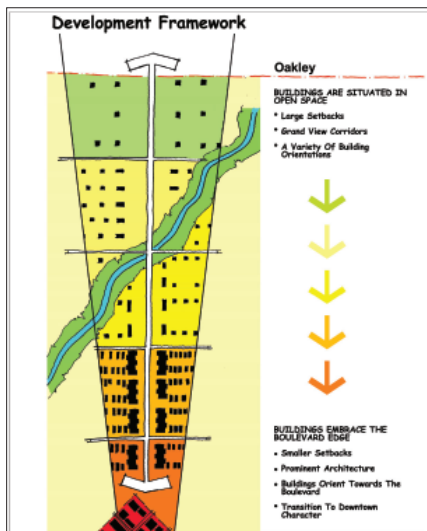 Development Framework
Oakley
BUILDINGS ARE SITUATED IN
OPEN SPACE
* Large Setbacks
* Grand View Corridors
* A Variety Of Building
Orientations
BUILDINGS EMBRACE THE
BOULEVARD EDGE
• Smaller Setbacks
• Prominent Architecture
• Buildings Orient Towards The
Boulevard
* Transition To Downtown
Character